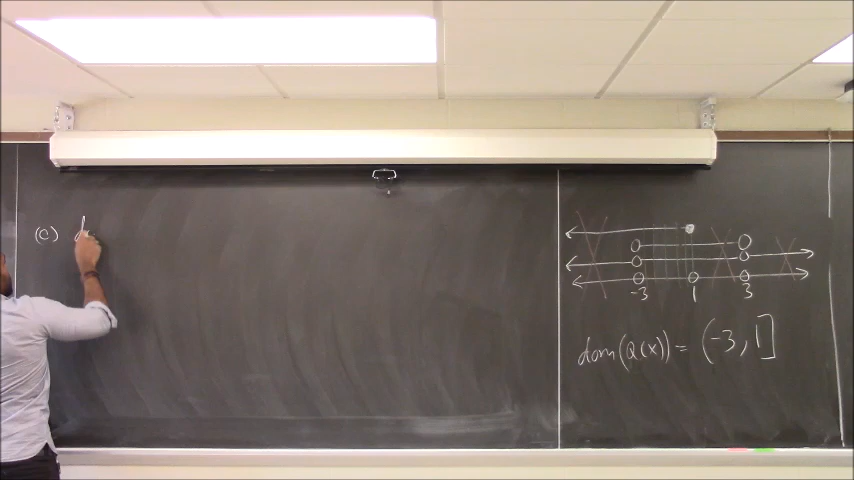 (c) d
-3 1 3
dom(Q(x)) = (-3, 1]